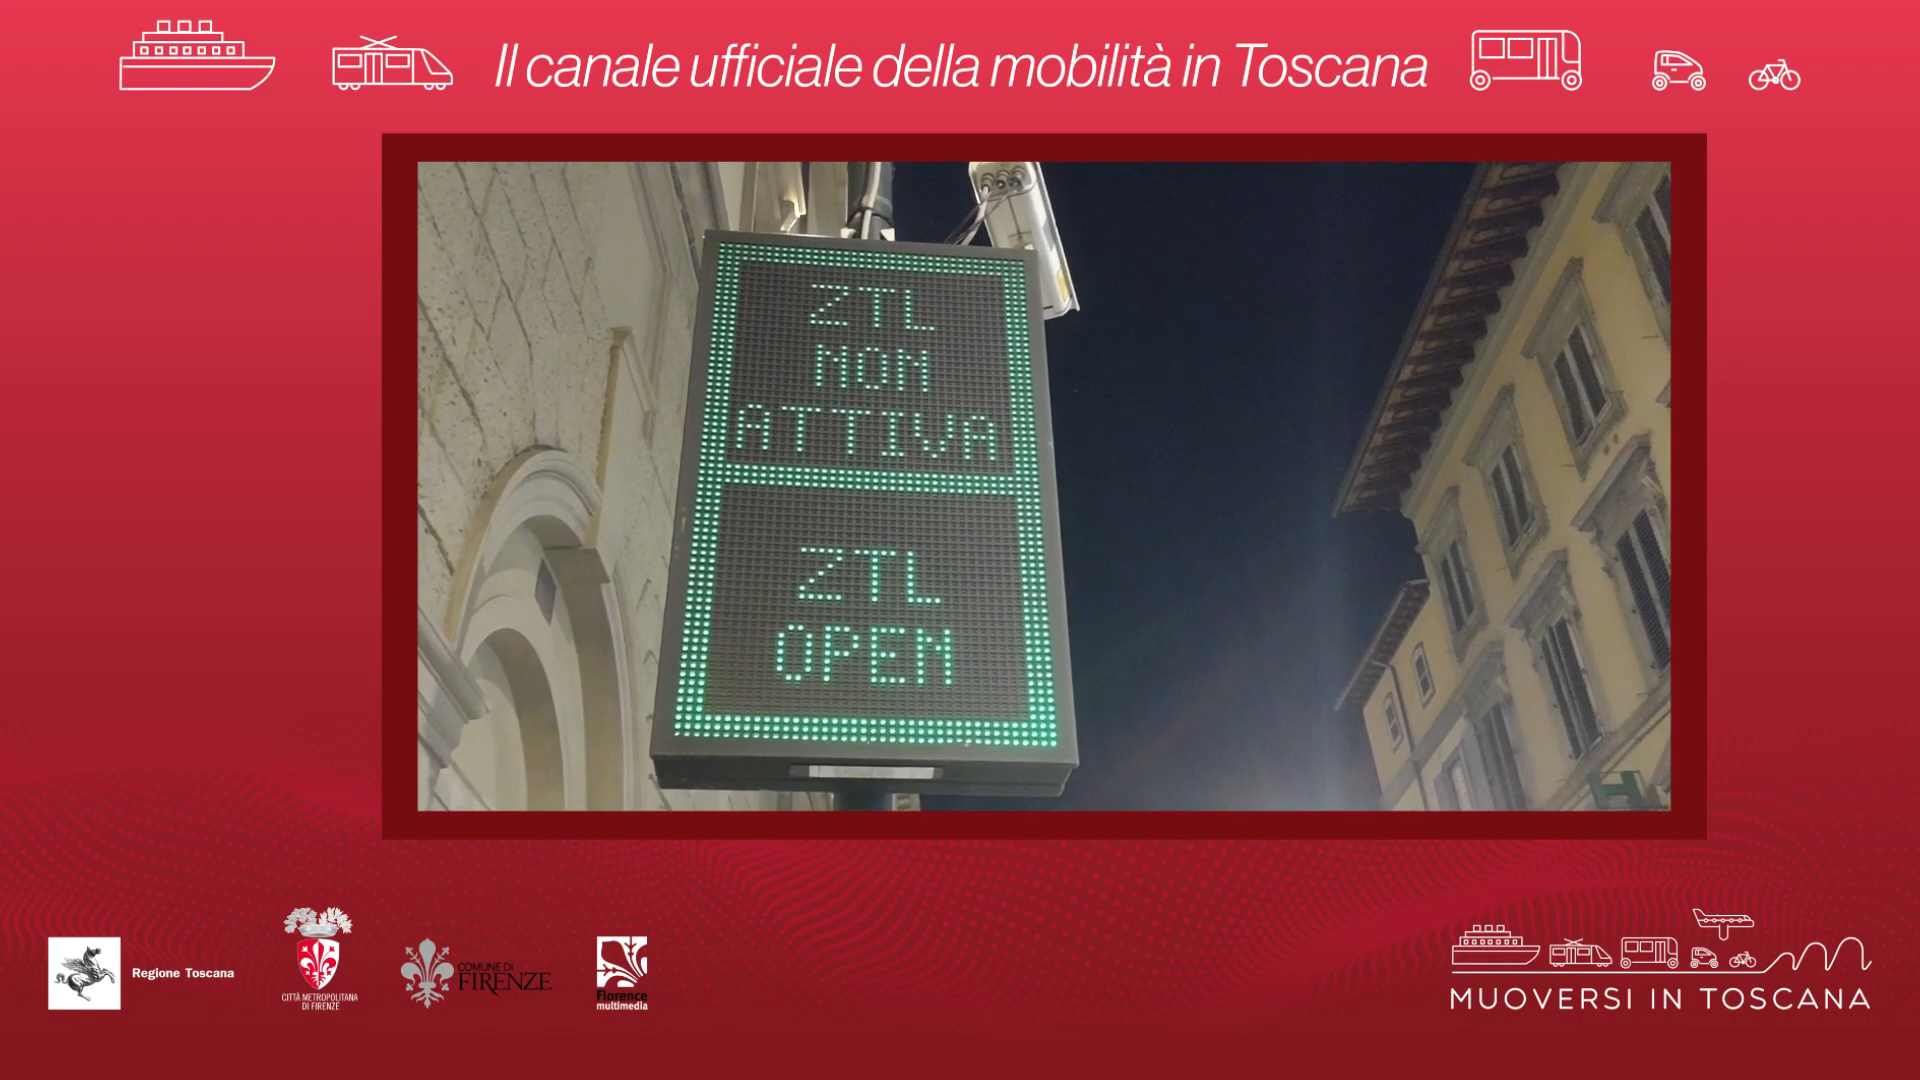 Il canale ufficiale della mobilità in Toscana
ZTL
NON
ATTIVA
ZTL
OPEN
Regione Toscana
CITTÀ METROPOLITANA
DI FIRENZE
COMUNE DI
FIRENZE
Florence
multimedia
MUOVERSI IN TOSCANA